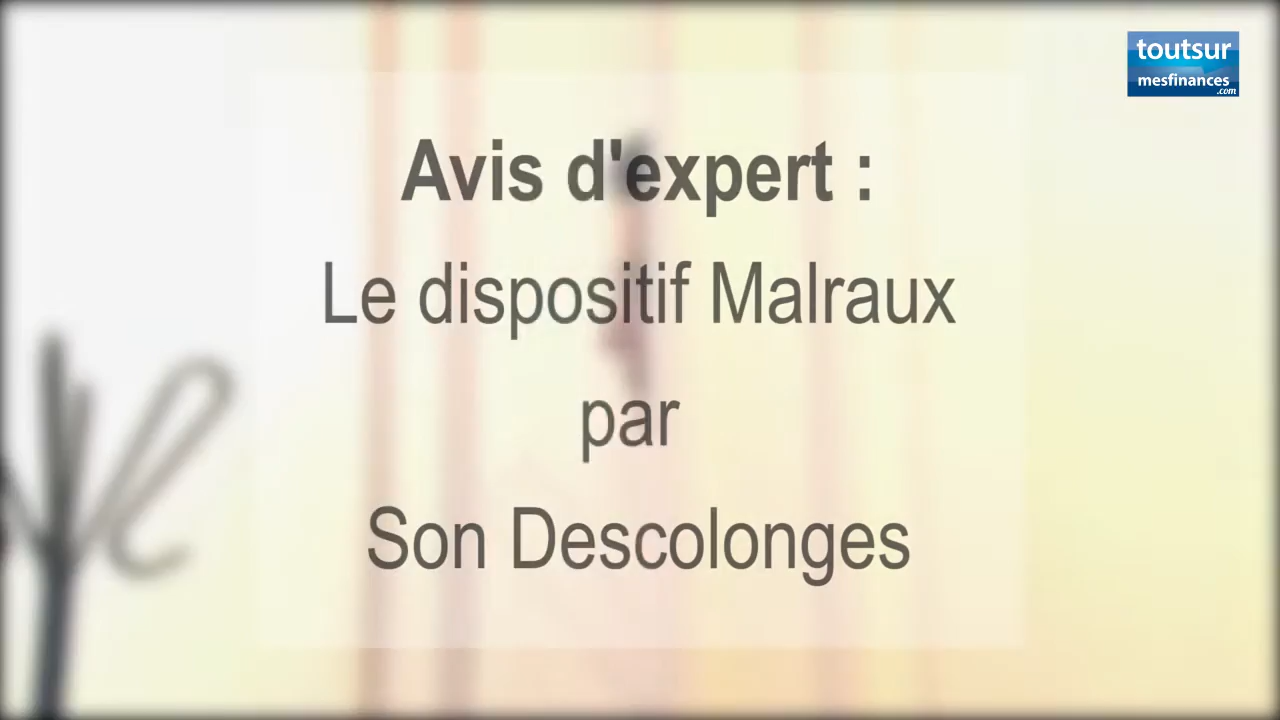 toutsur
mesfinances
.com
Avis d'expert :
Le dispositif Malraux
par
Son Descolonges